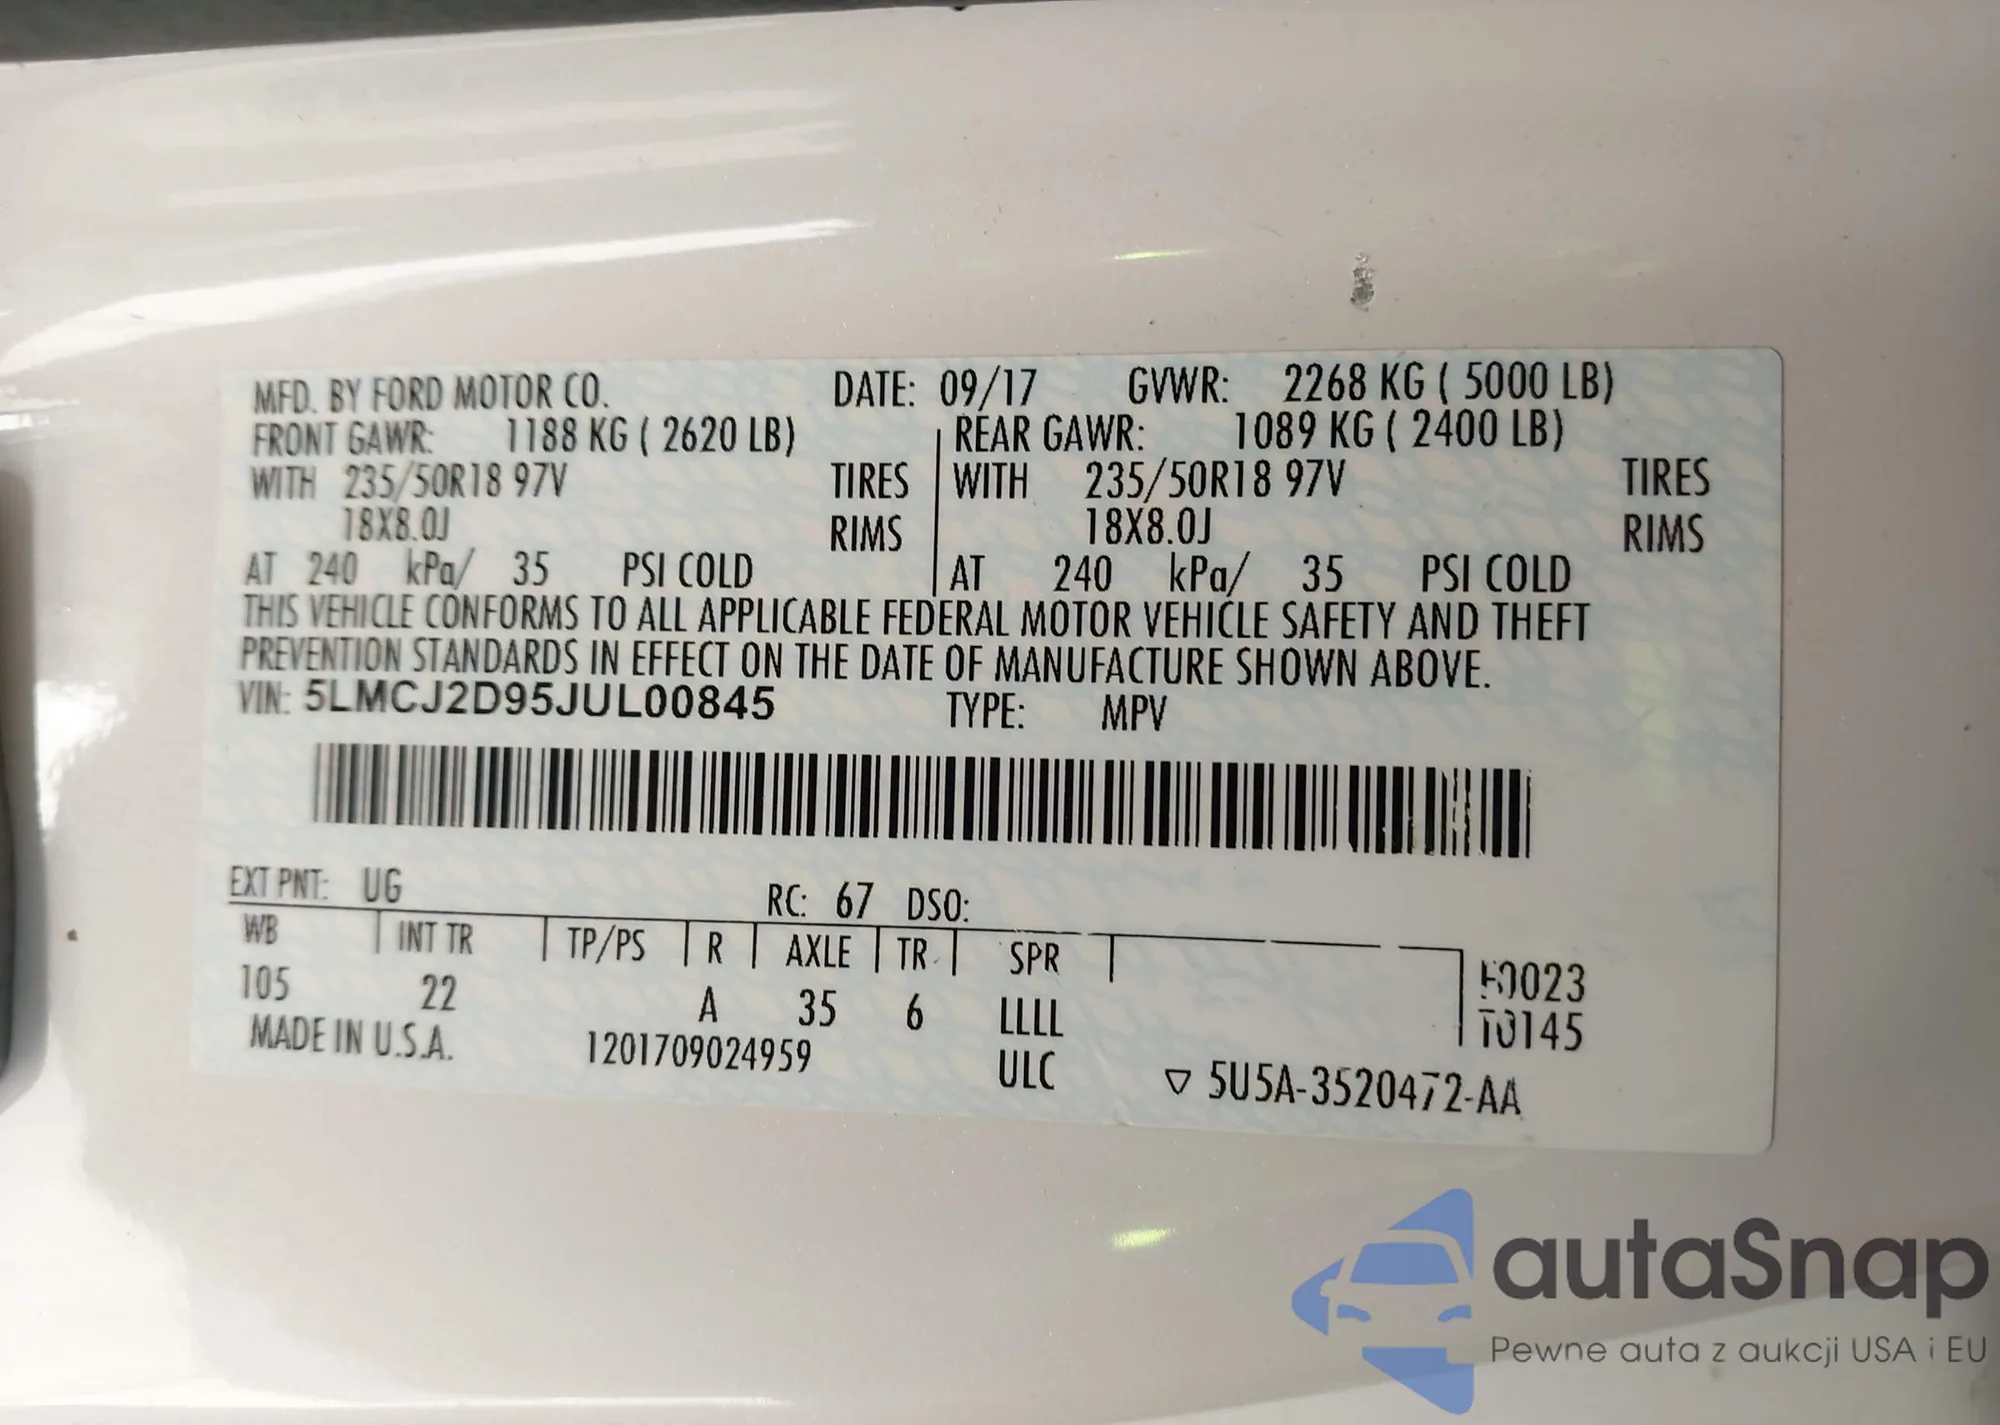 MFD. BY FORD MOTOR CO. DATE: 09/17 GVWR: 2268 KG ( 5000 LB)
FRONT GAWR: 1188 KG ( 2620 LB) REAR GAWR: 1089 KG ( 2400 LB)
WITH 235/50R18 97V TIRES WITH 235/50R18 97V TIRES
18X8.0J RIMS 18X8.0J RIMS
AT 240 kPa/ 35 PSI COLD AT 240 kPa/ 35 PSI COLD
THIS VEHICLE CONFORMS TO ALL APPLICABLE FEDERAL MOTOR VEHICLE SAFETY AND THEFT
PREVENTION STANDARDS IN EFFECT ON THE DATE OF MANUFACTURE SHOWN ABOVE.
VIN: 5LMCJ2D95JUL00845 TYPE: MPV
EXT PNT: UG RC: 67 DSO:
WB INT TR TP/PS R AXLE TR SPR
105 22 A 35 6 LLLL
MADE IN U.S.A. 1201709024959 ULC
T0145
5U5A-3520472-AA
autaSnap
Pewne auta z aukcji USA i EU